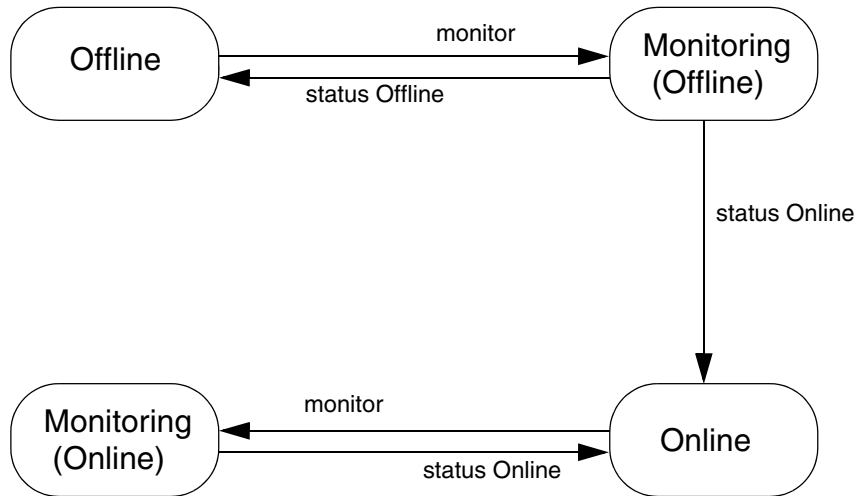 Offline
monitor
status Offline
Monitoring
(Offline)
status Online
Monitoring
(Online)
monitor
status Online
Online